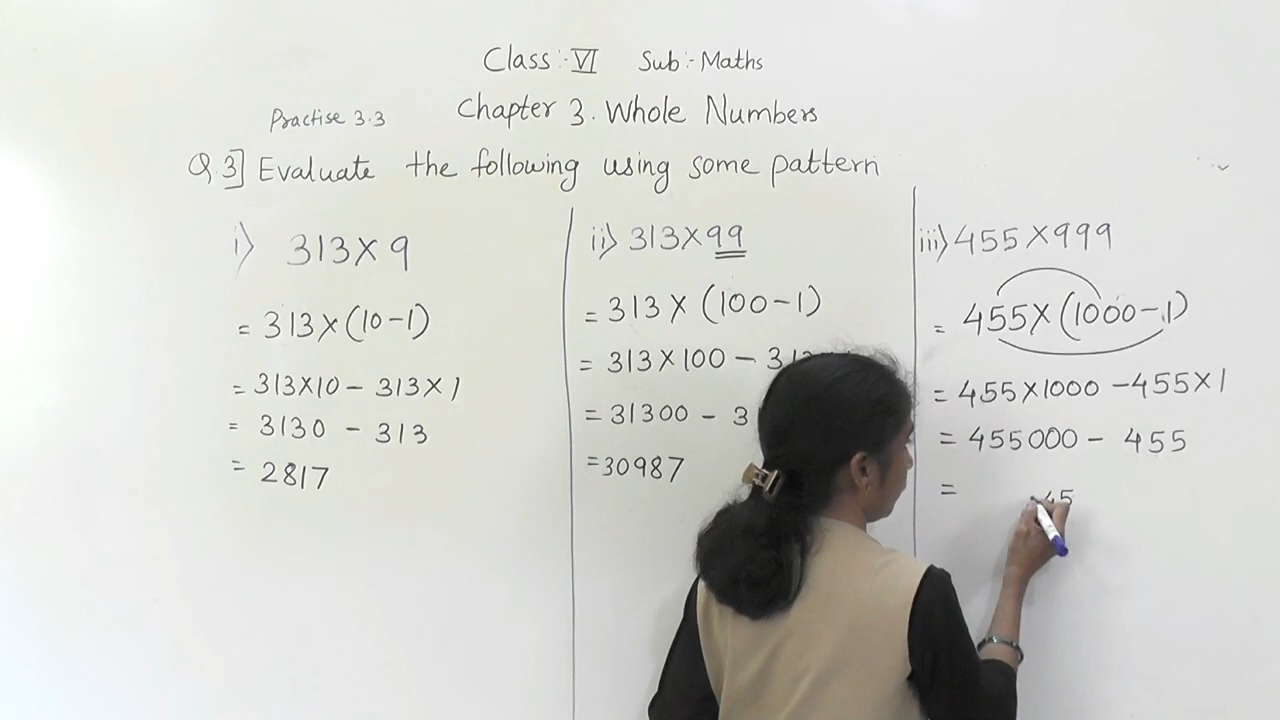 Class:- VI Sub:- Maths
Practise 3.3 Chapter 3. Whole Numbers
Q.3] Evaluate the following using some pattern
i) 313 × 9
= 313 × (10-1)
= 313×10 - 313×1
= 3130 - 313
= 2817
ii) 313×99
= 313 × (100-1)
= 313×100 -
= 31300 -
= 30987
iii) 455 × 999
= 455 × (1000-1)
= 455×1000 - 455×1
= 455000 - 455
= 45